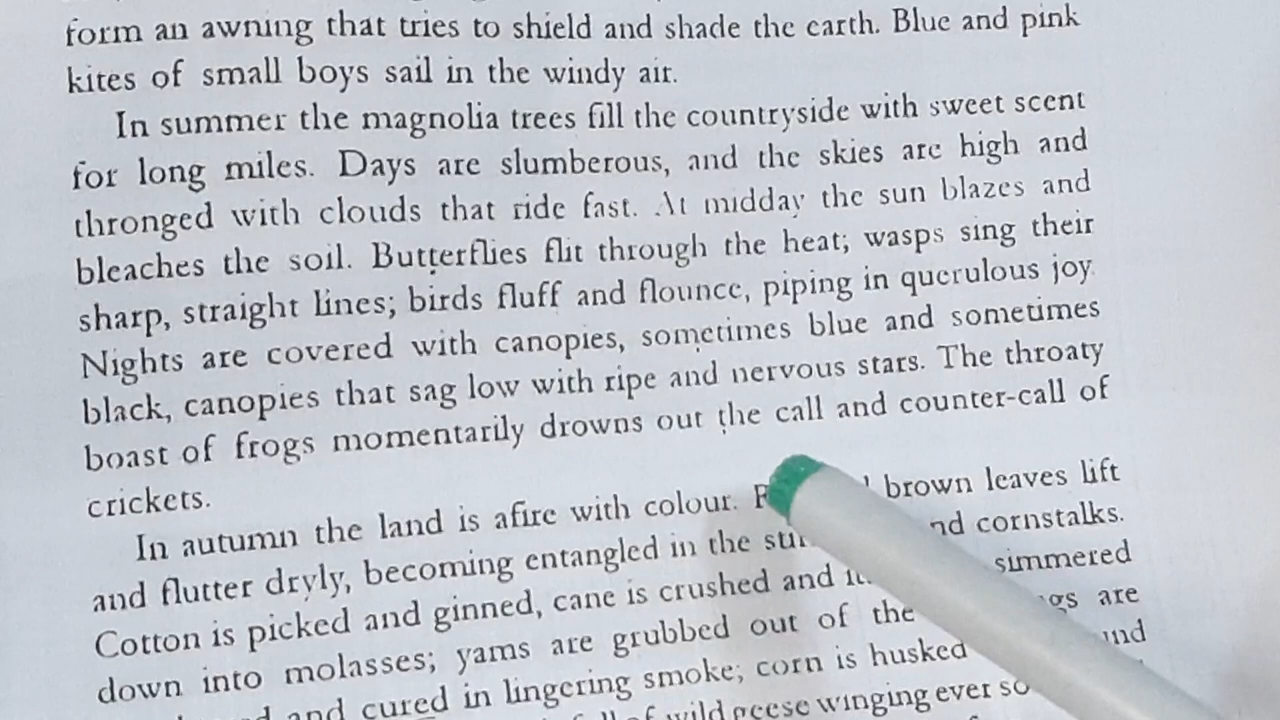 form an awning that tries to shield and shade the earth. Blue and pink
kites of small boys sail in the windy air.
In summer the magnolia trees fill the countryside with sweet scent
for long miles. Days are slumberous, and the skies are high and
thronged with clouds that ride fast. At midday the sun blazes and
bleaches the soil. Butterflies flit through the heat; wasps sing their
sharp, straight lines; birds fluff and flounce, piping in querulous joy.
Nights are covered with canopies, sometimes blue and sometimes
black, canopies that sag low with ripe and nervous stars. The throaty
boast of frogs momentarily drowns out the call and counter-call of
crickets.
In autumn the land is afire with colour. brown leaves lift
and flutter dryly, becoming entangled in the cornstalks.
Cotton is picked and ginned, cane is crushed and simmered
down into molasses; yams are grubbed out of the are
and cured in lingering smoke; corn is husked
of wild geese winging ever so